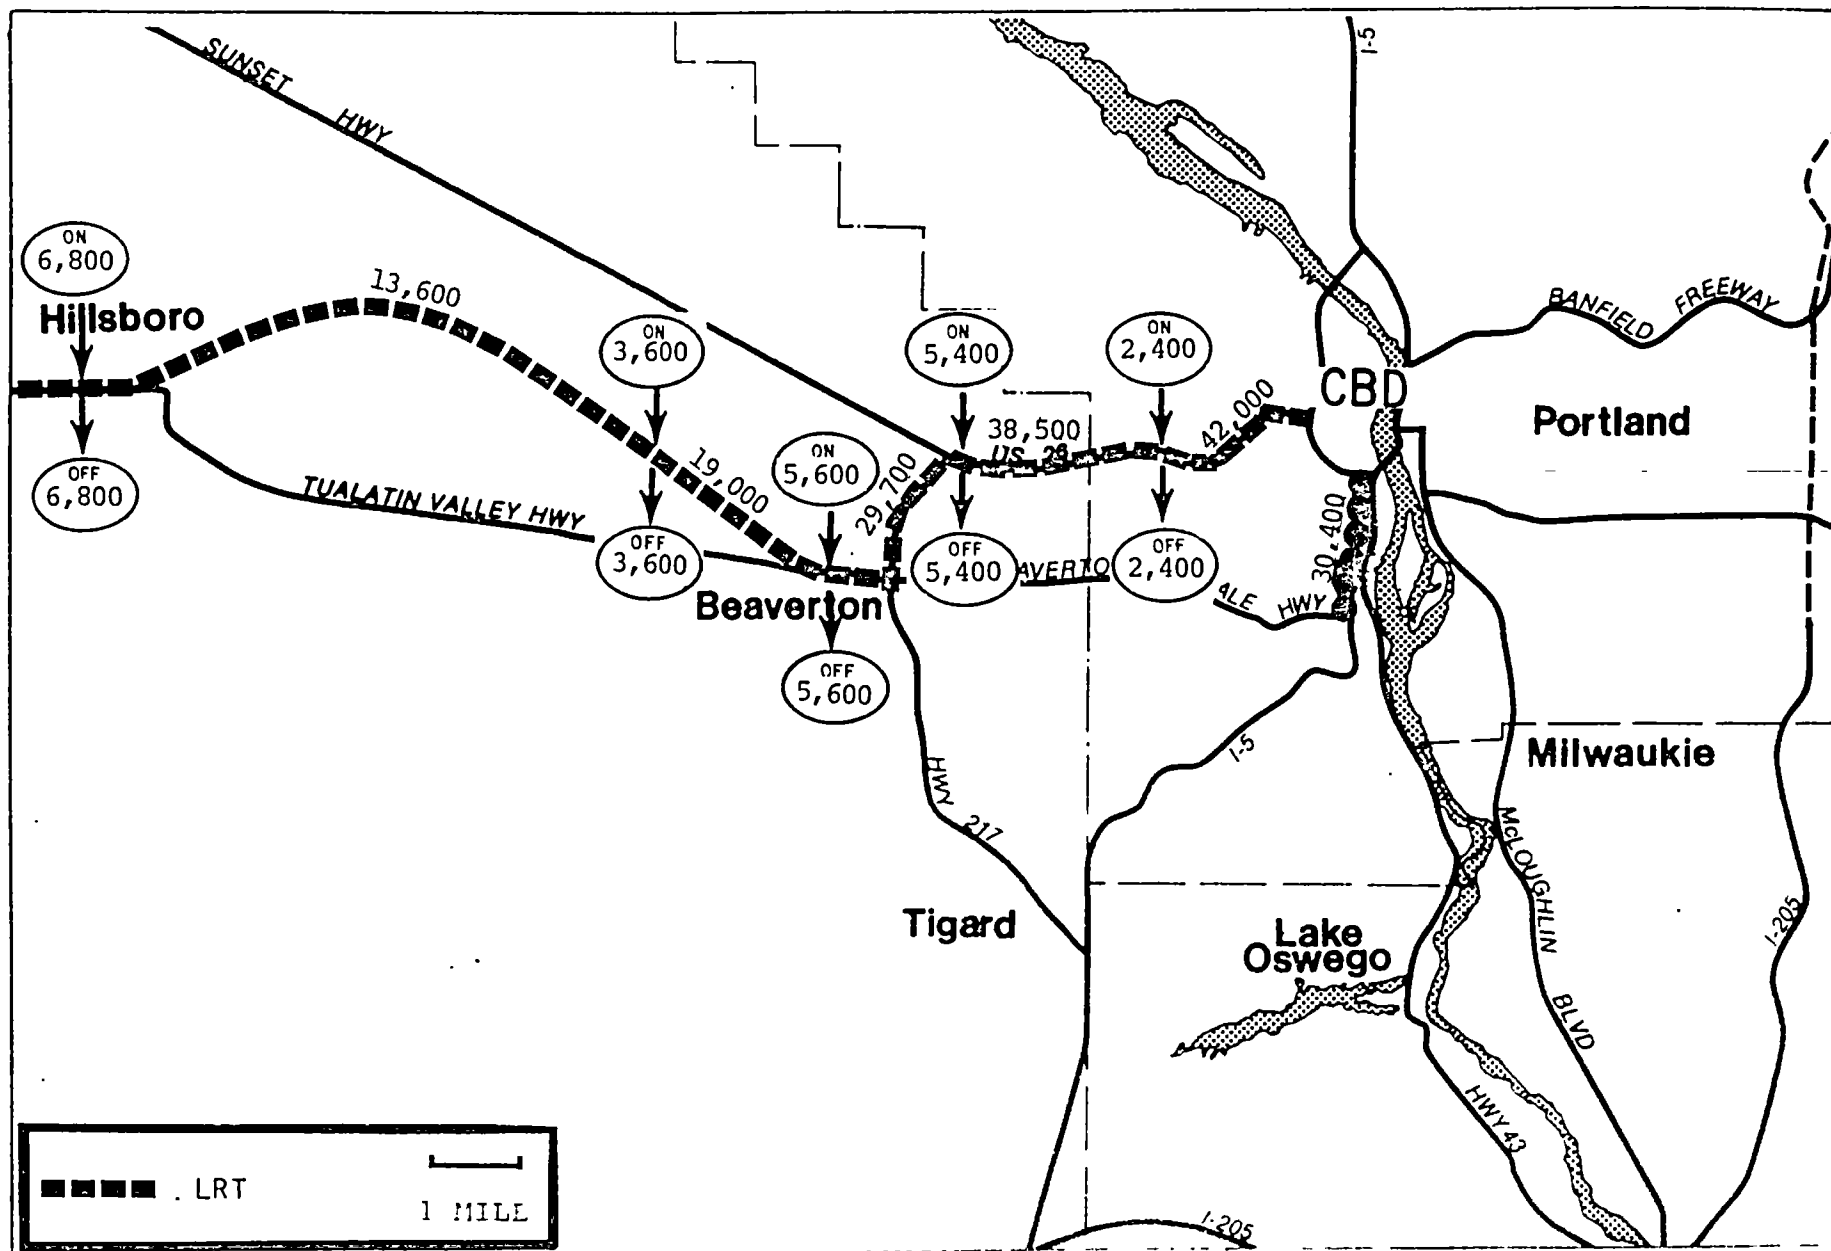 I-5
SUNSET
HWY
ON
6,800
13,600
Hillsboro
BANFIELD FREEWAY
ON
3,600
ON
5,400
ON
2,400
CBD
42,000
Portland
38,500
US 26
ON
5,600
29,700
19,000
OFF
6,800
TUALATIN VALLEY HWY
30,400
OFF
3,600
OFF
5,400
AVERTO
OFF
2,400
ALE HWY
Beaverton
OFF
5,600
I-5
Milwaukie
HWY 217
McLOUGHLIN BLVD
Tigard
Lake
Oswego
I-205
HWY 43
LRT
1 MILE
I-205